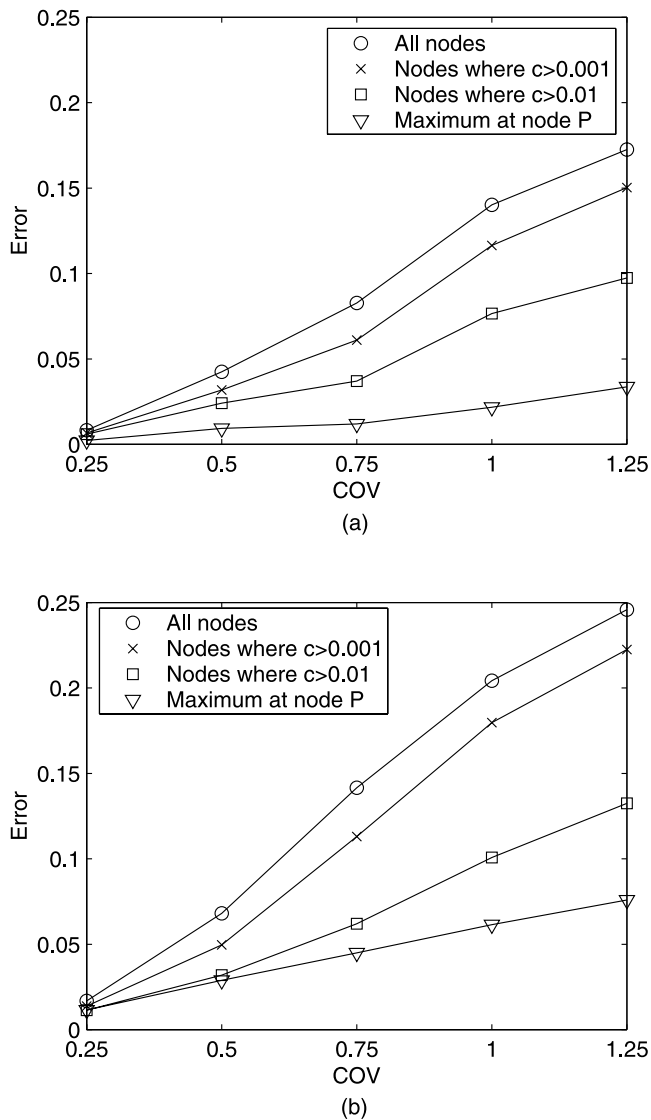 0.25
All nodes
Nodes where c>0.001
Nodes where c>0.01
Maximum at node P
0.2
0.15
Error
0.1
0.05
0
0.25 0.5 0.75 1 1.25
COV
(a)
0.25
All nodes
Nodes where c>0.001
Nodes where c>0.01
Maximum at node P
0.2
0.15
Error
0.1
0.05
0
0.25 0.5 0.75 1 1.25
COV
(b)